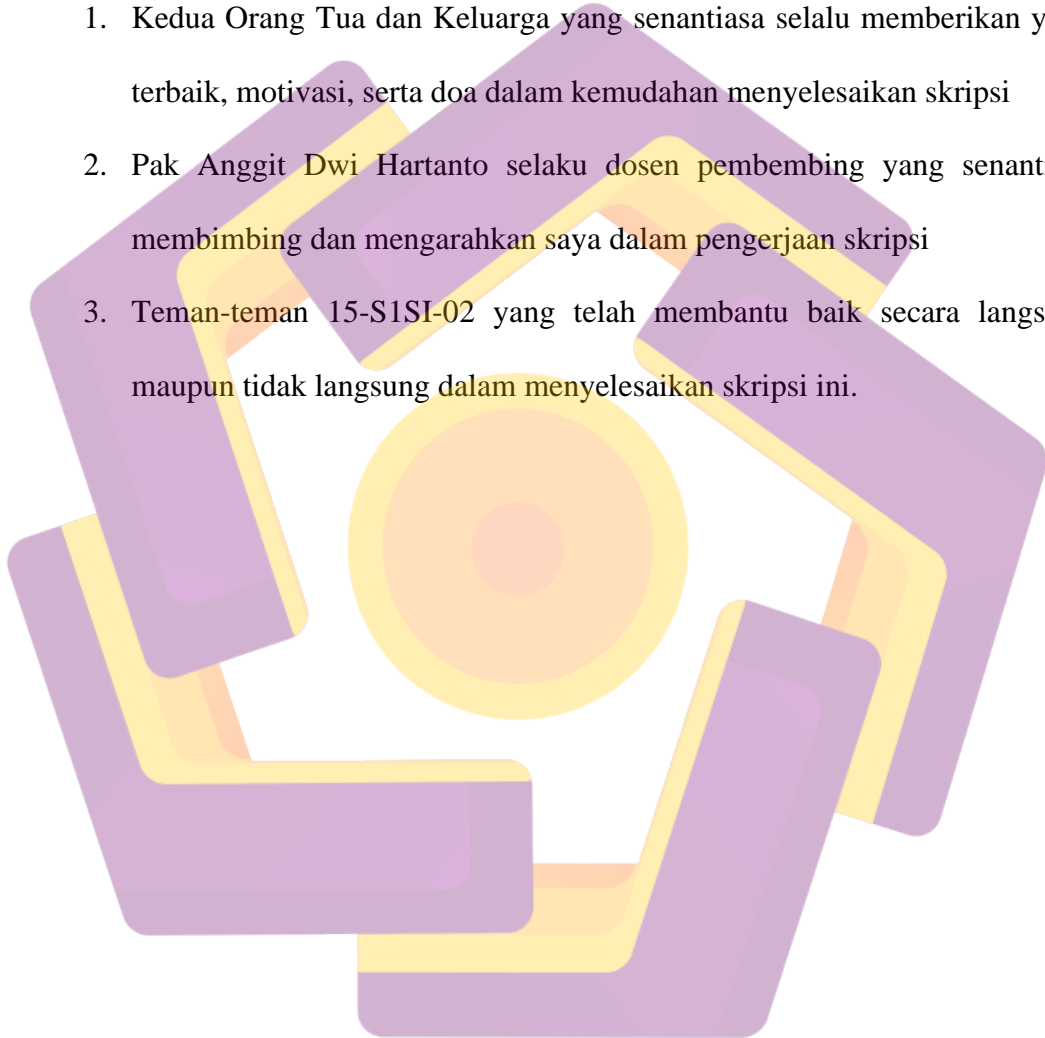 1. Kedua Orang Tua dan Keluarga yang senantiasa selalu memberikan y
terbaik, motivasi, serta doa dalam kemudahan menyelesaikan skripsi
2. Pak Anggit Dwi Hartanto selaku dosen pembembing yang senanti
membimbing dan mengarahkan saya dalam pengerjaan skripsi
3. Teman-teman 15-S1SI-02 yang telah membantu baik secara langs
maupun tidak langsung dalam menyelesaikan skripsi ini.